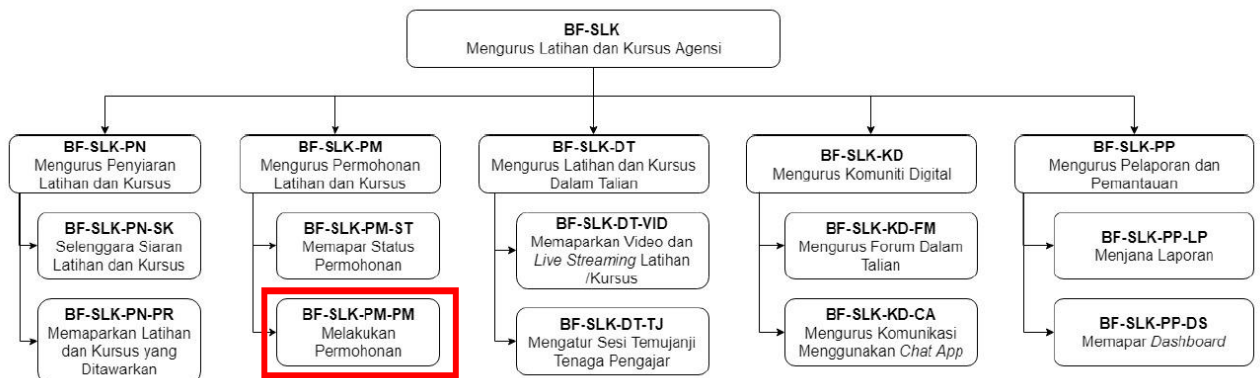 BF-SLK
Mengurus Latihan dan Kursus Agensi
BF-SLK-PN
Mengurus Penyiaran
Latihan dan Kursus
BF-SLK-PN-SK
Selenggara Siaran
Latihan dan Kursus
BF-SLK-PN-PR
Memaparkan Latihan
dan Kursus yang
Ditawarkan
BF-SLK-PM
Mengurus Permohonan
Latihan dan Kursus
BF-SLK-PM-ST
Memapar Status
Permohonan
BF-SLK-PM-PM
Melakukan
Permohonan
BF-SLK-DT
Mengurus Latihan dan Kursus
Dalam Talian
BF-SLK-DT-VID
Memaparkan Video dan
Live Streaming Latihan
/Kursus
BF-SLK-DT-TJ
Mengatur Sesi Temujanji
Tenaga Pengajar
BF-SLK-KD
Mengurus Komuniti Digital
BF-SLK-KD-FM
Mengurus Forum Dalam
Talian
BF-SLK-KD-CA
Mengurus Komunikasi
Menggunakan Chat App
BF-SLK-PP
Mengurus Pelaporan dan
Pemantauan
BF-SLK-PP-LP
Menjana Laporan
BF-SLK-PP-DS
Memapar Dashboard